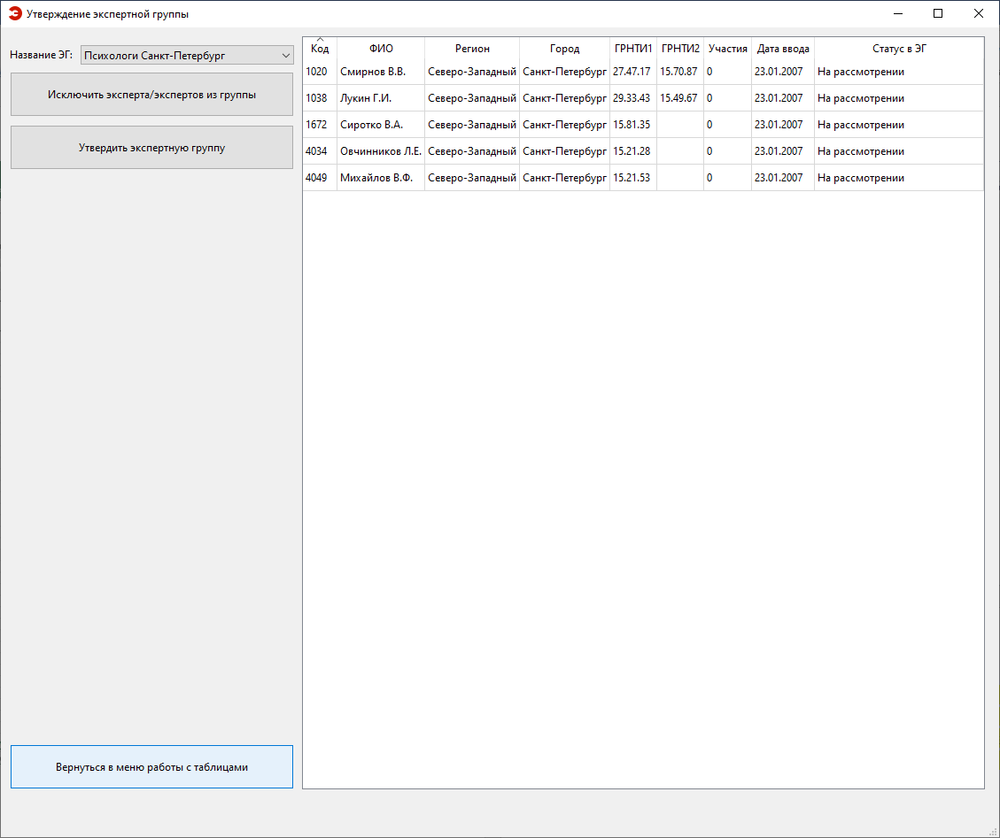 Утверждение экспертной группы
Название ЭГ: Психологи Санкт-Петербург
Исключить эксперта/экспертов из группы
Утвердить экспертную группу
Вернуться в меню работы с таблицами
Код ФИО Регион Город ГРНТИ1 ГРНТИ2 Участия Дата ввода Статус в ЭГ
1020 Смирнов В.В. Северо-Западный Санкт-Петербург 27.47.17 15.70.87 0 23.01.2007 На рассмотрении
1038 Лукин Г.И. Северо-Западный Санкт-Петербург 29.33.43 15.49.67 0 23.01.2007 На рассмотрении
1672 Сиротко В.А. Северо-Западный Санкт-Петербург 15.81.35 0 23.01.2007 На рассмотрении
4034 Овчинников Л.Е. Северо-Западный Санкт-Петербург 15.21.28 0 23.01.2007 На рассмотрении
4049 Михайлов В.Ф. Северо-Западный Санкт-Петербург 15.21.53 0 23.01.2007 На рассмотрении